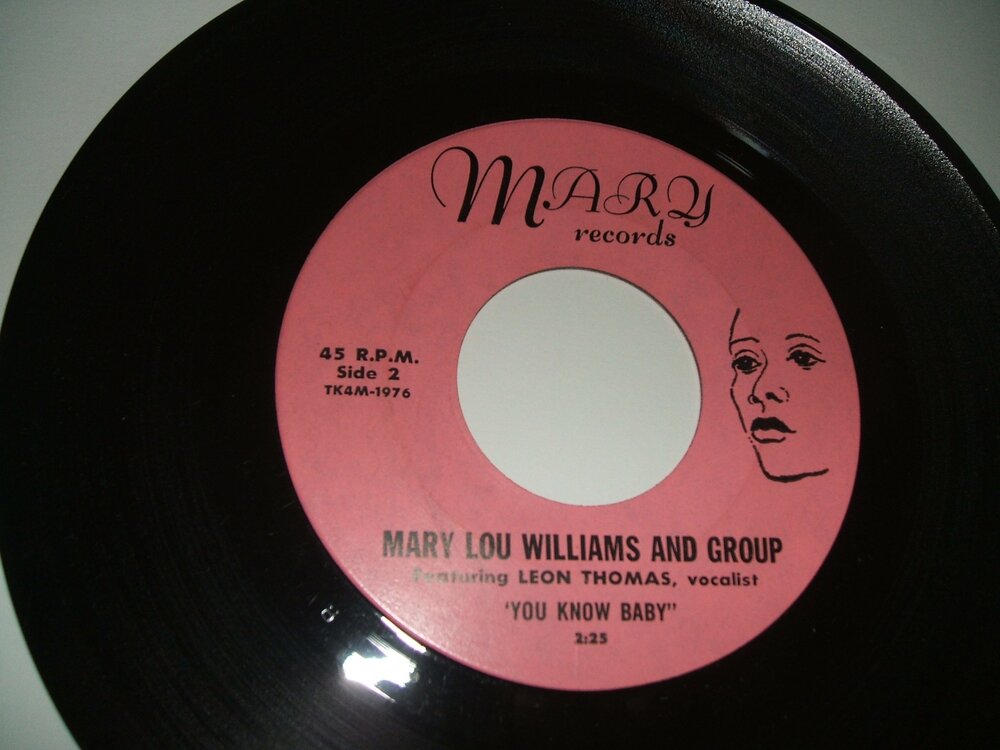 MARY
records
45 R.P.M.
Side 2
TK4M-1976
MARY LOU WILLIAMS AND GROUP
Featuring LEON THOMAS, vocalist
'YOU KNOW BABY"
2:25